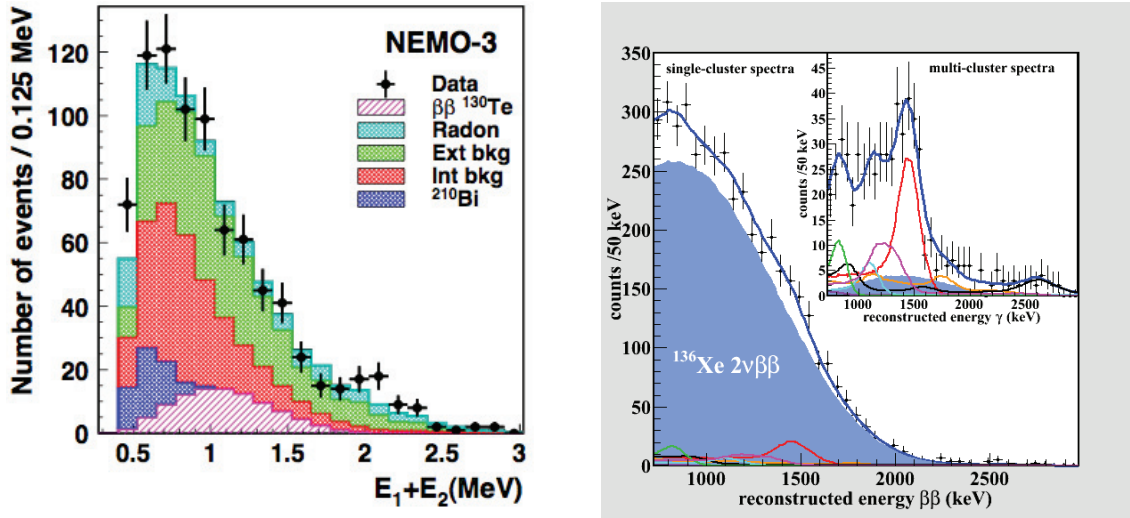 Number of events / 0.125 MeV
120
100
80
60
40
20
0
NEMO-3
Data
ββ ¹³⁰Te
Radon
Ext bkg
Int bkg
²¹⁰Bi
0.5 1 1.5 2 2.5 3
E₁+E₂(MeV)
counts /50 keV
350
300
250
200
150
100
50
0
single-cluster spectra
¹³⁶Xe 2νββ
1000 1500 2000 2500
reconstructed energy ββ (keV)
multi-cluster spectra
counts /50 keV
45
40
35
30
25
20
15
10
5
0
1000 1500 2000 2500
reconstructed energy γ (keV)